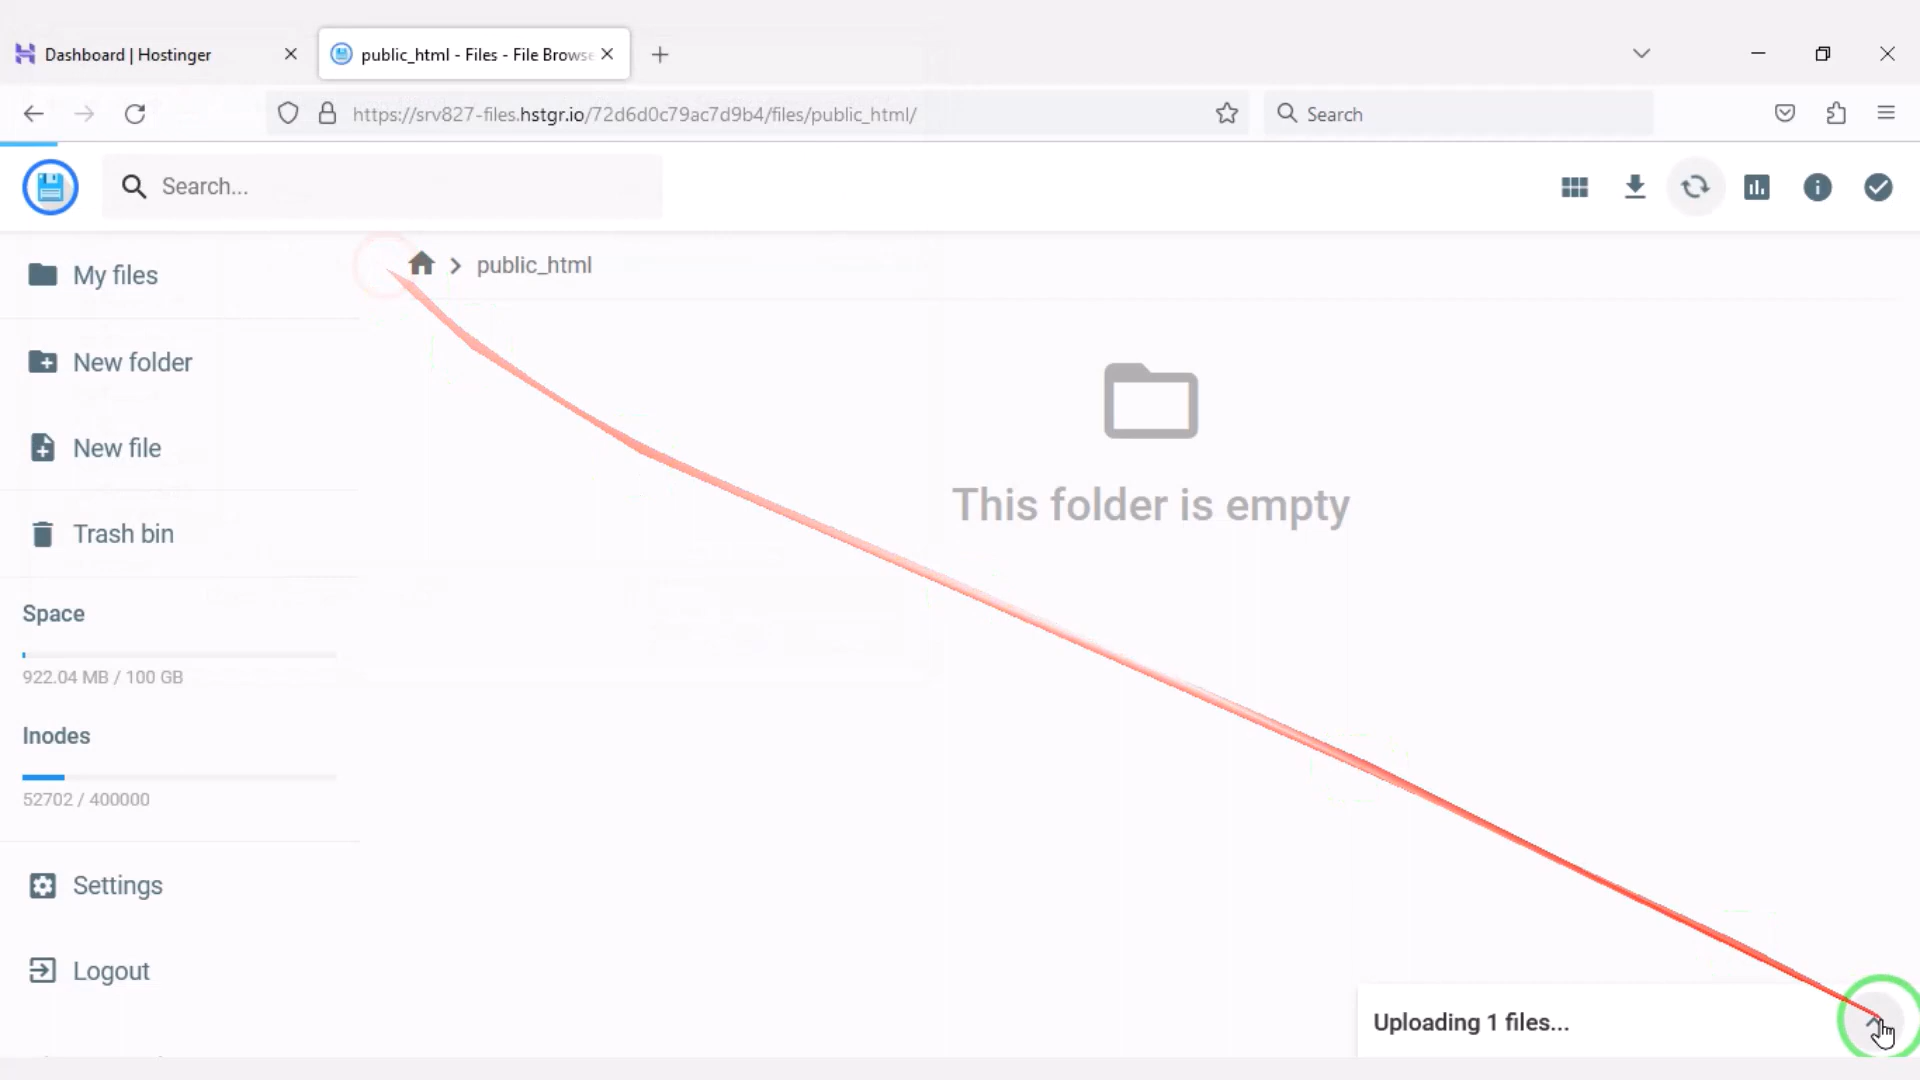 Dashboard | Hostinger
public_html - Files - File Browse
https://srv827-files.hstgr.io/72d6d0c79ac7d9b4/files/public_html/
Search
Search...
My files
public_html
New folder
New file
This folder is empty
Trash bin
Space
922.04 MB / 100 GB
Inodes
52702 / 400000
Settings
Logout
Uploading 1 files...